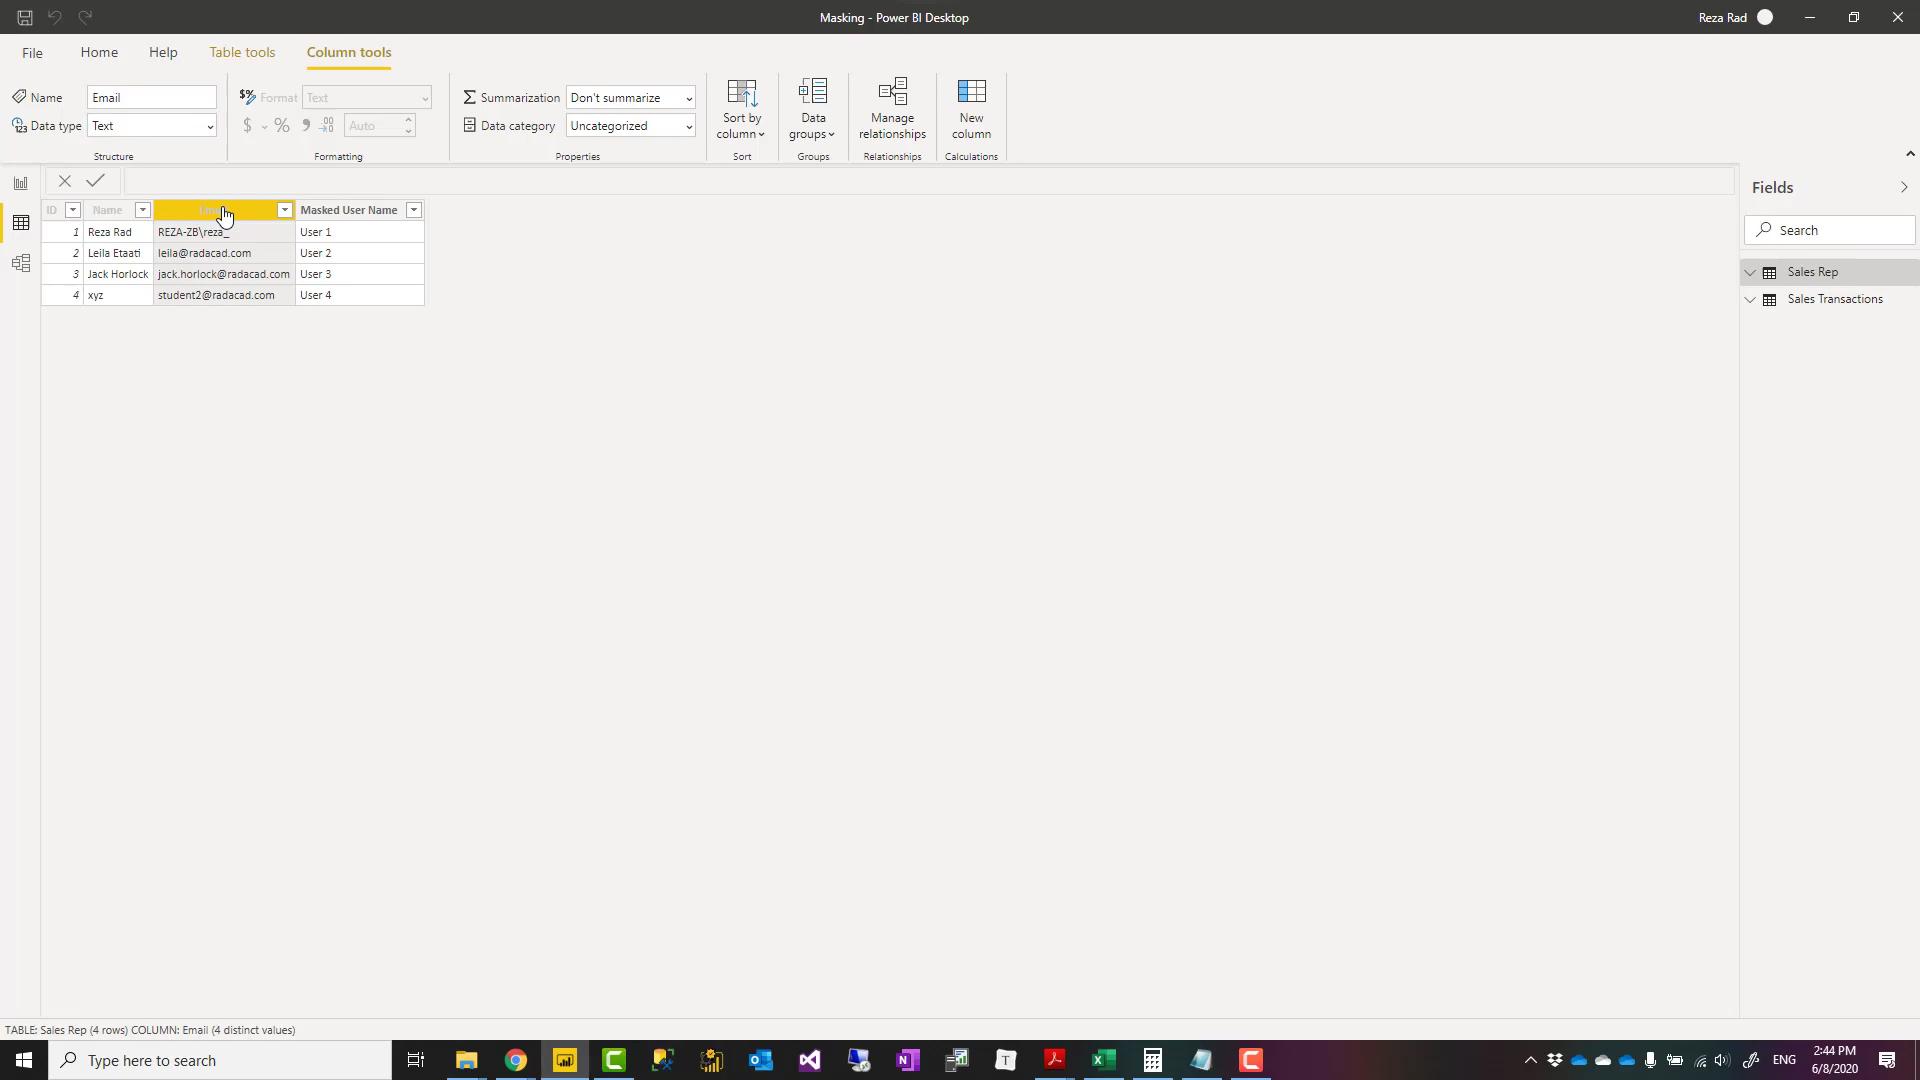 Masking - Power BI Desktop
Reza Rad
File Home Help Table tools Column tools
Name Email
Data type Text
Structure
$% Format Text
$ % 9 .00 Auto
Formatting
Summarization Don't summarize
Data category Uncategorized
Properties
Sort by
column
Sort
Data
groups
Groups
Manage
relationships
Relationships
New
column
Calculations
ID Name Masked User Name
1 Reza Rad REZA-ZB\reza_ User 1
2 Leila Etaati leila@radacad.com User 2
3 Jack Horlock jack.horlock@radacad.com User 3
4 xyz student2@radacad.com User 4
Fields
Search
Sales Rep
Sales Transactions
TABLE: Sales Rep (4 rows) COLUMN: Email (4 distinct values)
Type here to search
ENG
2:44 PM
6/8/2020